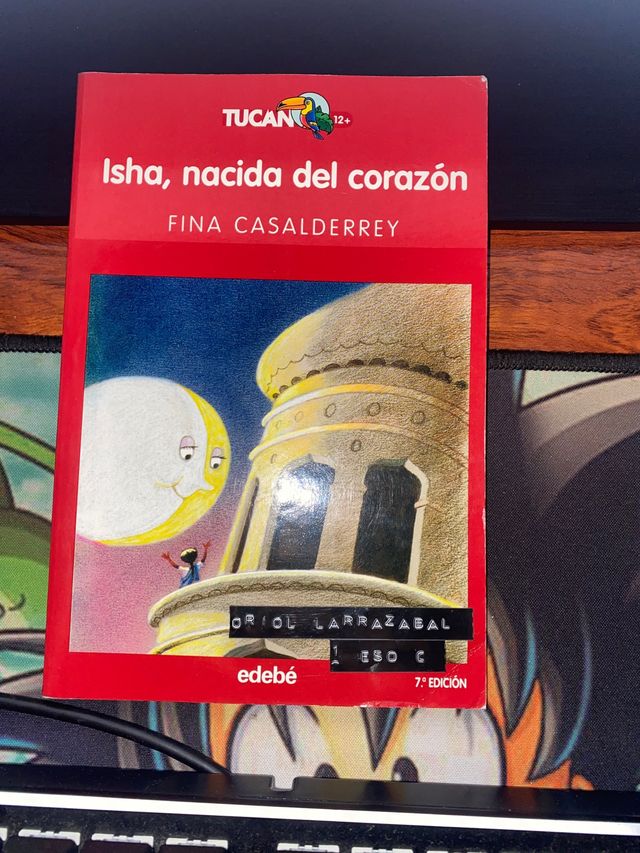 TUCAN 12+
Isha, nacida del corazón
FINA CASALDERREY
ORIOL LARRAZABAL
1 ESO C
edebé
7.ª EDICIÓN